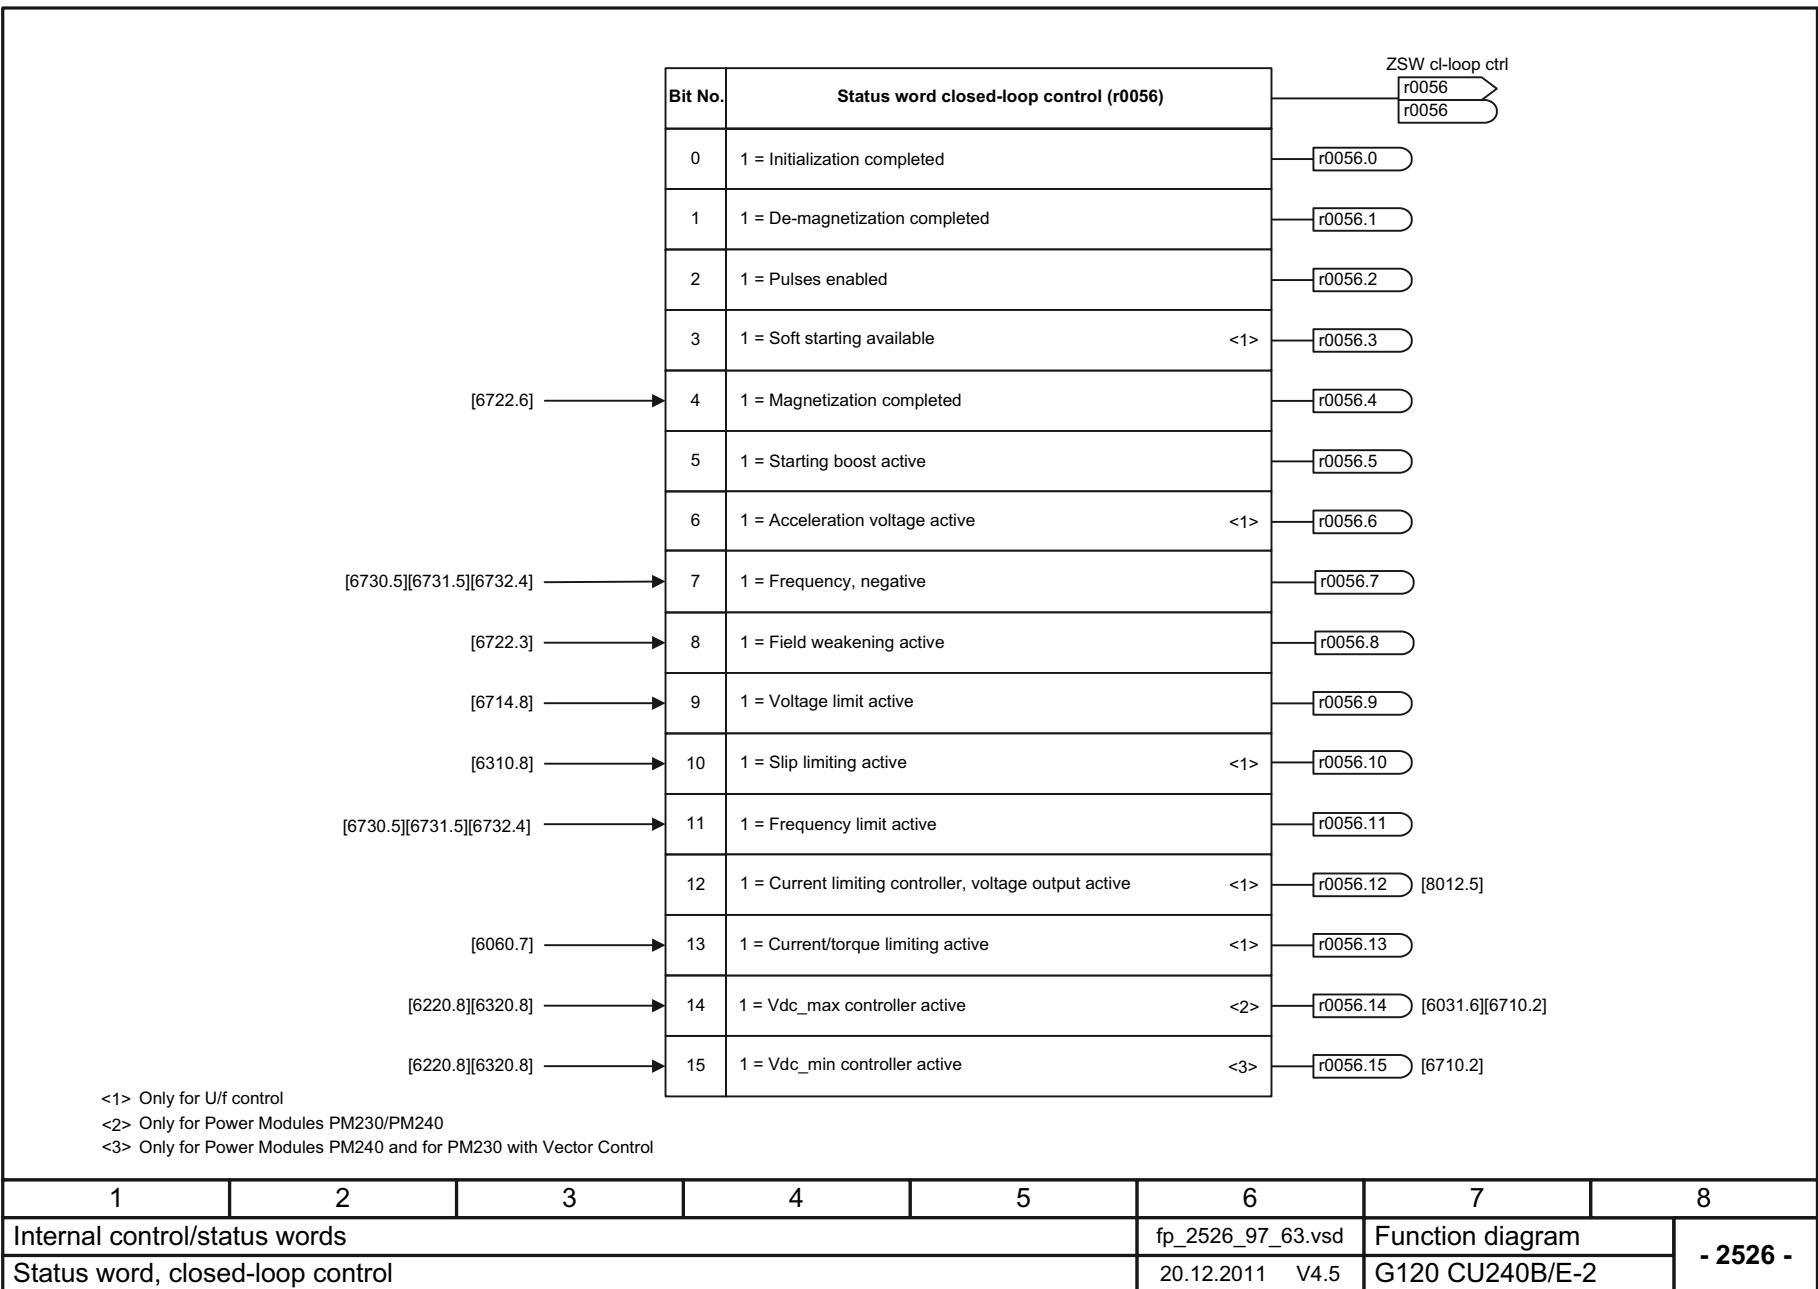 ZSW cl-loop ctrl
Bit No. Status word closed-loop control (r0056) r0056
r0056
0 1 = Initialization completed r0056.0
1 1 = De-magnetization completed r0056.1
2 1 = Pulses enabled r0056.2
3 1 = Soft starting available <1> r0056.3
[6722.6] 4 1 = Magnetization completed r0056.4
5 1 = Starting boost active r0056.5
6 1 = Acceleration voltage active <1> r0056.6
[6730.5][6731.5][6732.4] 7 1 = Frequency, negative r0056.7
[6722.3] 8 1 = Field weakening active r0056.8
[6714.8] 9 1 = Voltage limit active r0056.9
[6310.8] 10 1 = Slip limiting active <1> r0056.10
[6730.5][6731.5][6732.4] 11 1 = Frequency limit active r0056.11
12 1 = Current limiting controller, voltage output active <1> r0056.12 [8012.5]
[6060.7] 13 1 = Current/torque limiting active <1> r0056.13
[6220.8][6320.8] 14 1 = Vdc_max controller active <2> r0056.14 [6031.6][6710.2]
[6220.8][6320.8] 15 1 = Vdc_min controller active <3> r0056.15 [6710.2]
<1> Only for U/f control
<2> Only for Power Modules PM230/PM240
<3> Only for Power Modules PM240 and for PM230 with Vector Control
1 2 3 4 5 6 7 8
Internal control/status words fp_2526_97_63.vsd Function diagram
- 2526 -
Status word, closed-loop control 20.12.2011 V4.5 G120 CU240B/E-2